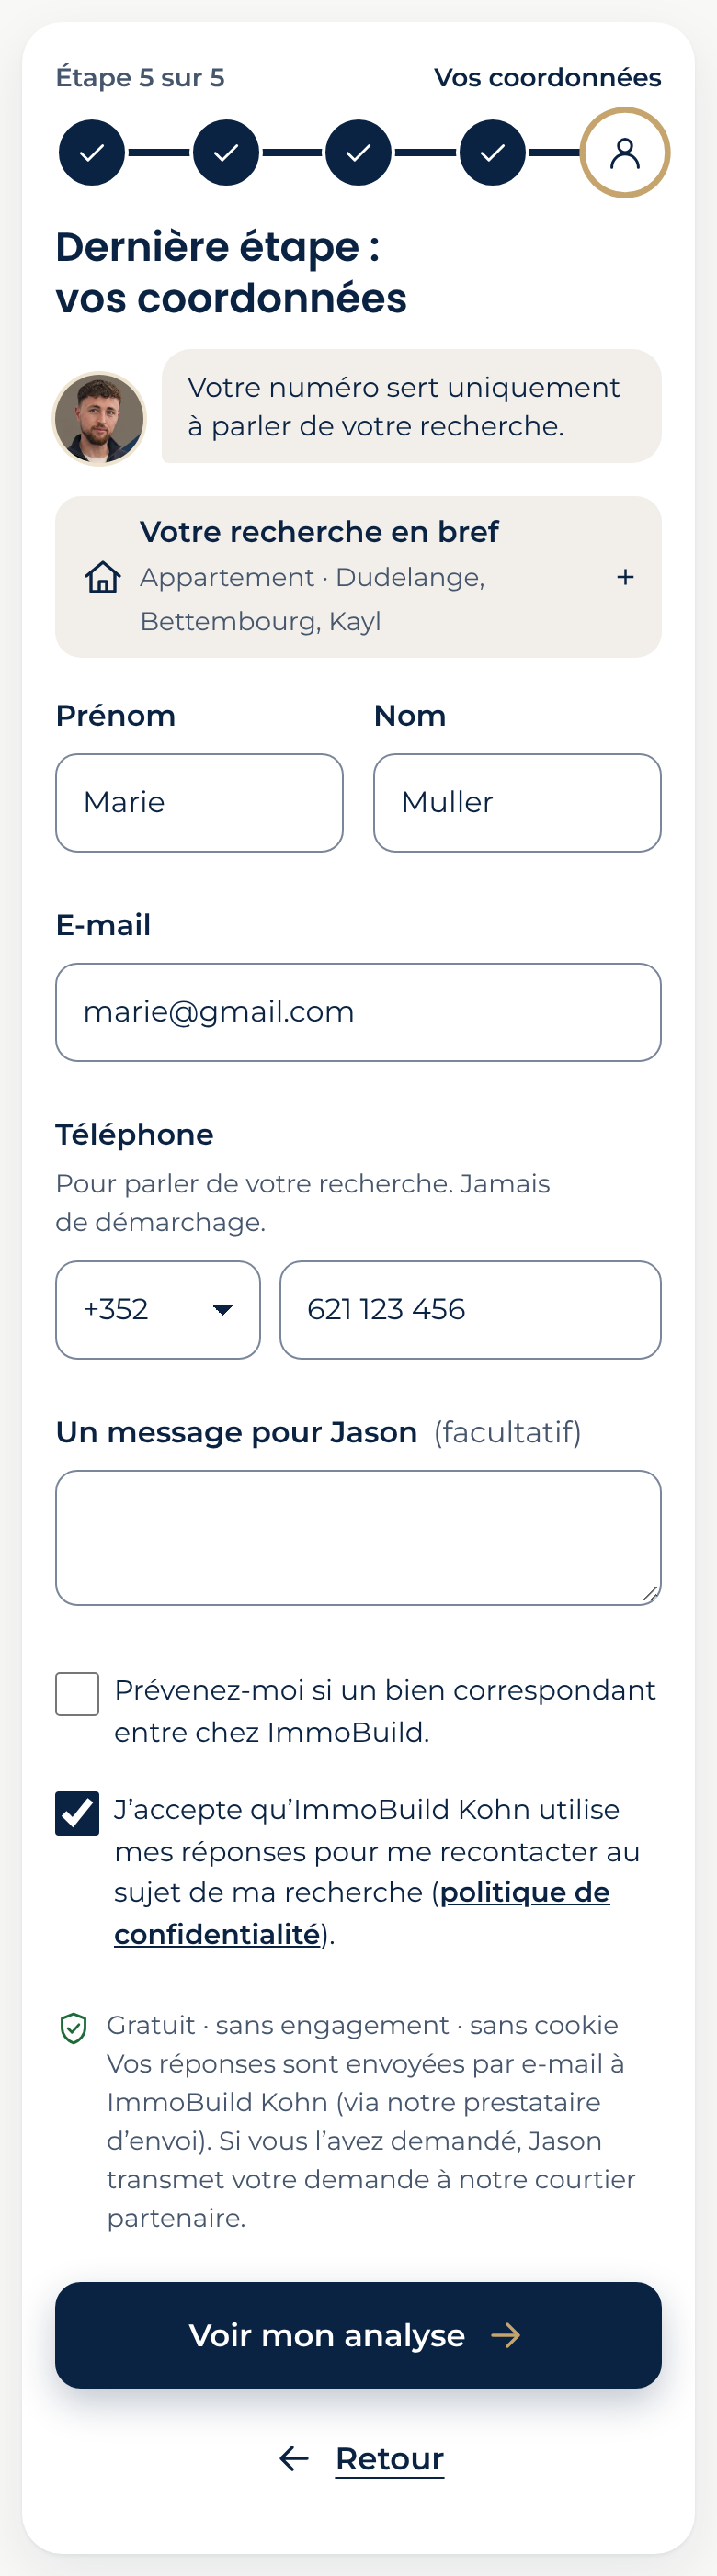 Étape 5 sur 5
Vos coordonnées
Dernière étape :
vos coordonnées
Votre numéro sert uniquement
à parler de votre recherche.
Votre recherche en bref
Appartement · Dudelange,
Bettembourg, Kayl
+
Prénom
Nom
Marie
Muller
E-mail
marie@gmail.com
Téléphone
Pour parler de votre recherche. Jamais
de démarchage.
+352
621 123 456
Un message pour Jason (facultatif)
Prévenez-moi si un bien correspondant
entre chez ImmoBuild.
J’accepte qu’ImmoBuild Kohn utilise
mes réponses pour me recontacter au
sujet de ma recherche (politique de
confidentialité).
Gratuit · sans engagement · sans cookie
Vos réponses sont envoyées par e-mail à
ImmoBuild Kohn (via notre prestataire
d’envoi). Si vous l’avez demandé, Jason
transmet votre demande à notre courtier
partenaire.
Voir mon analyse
Retour